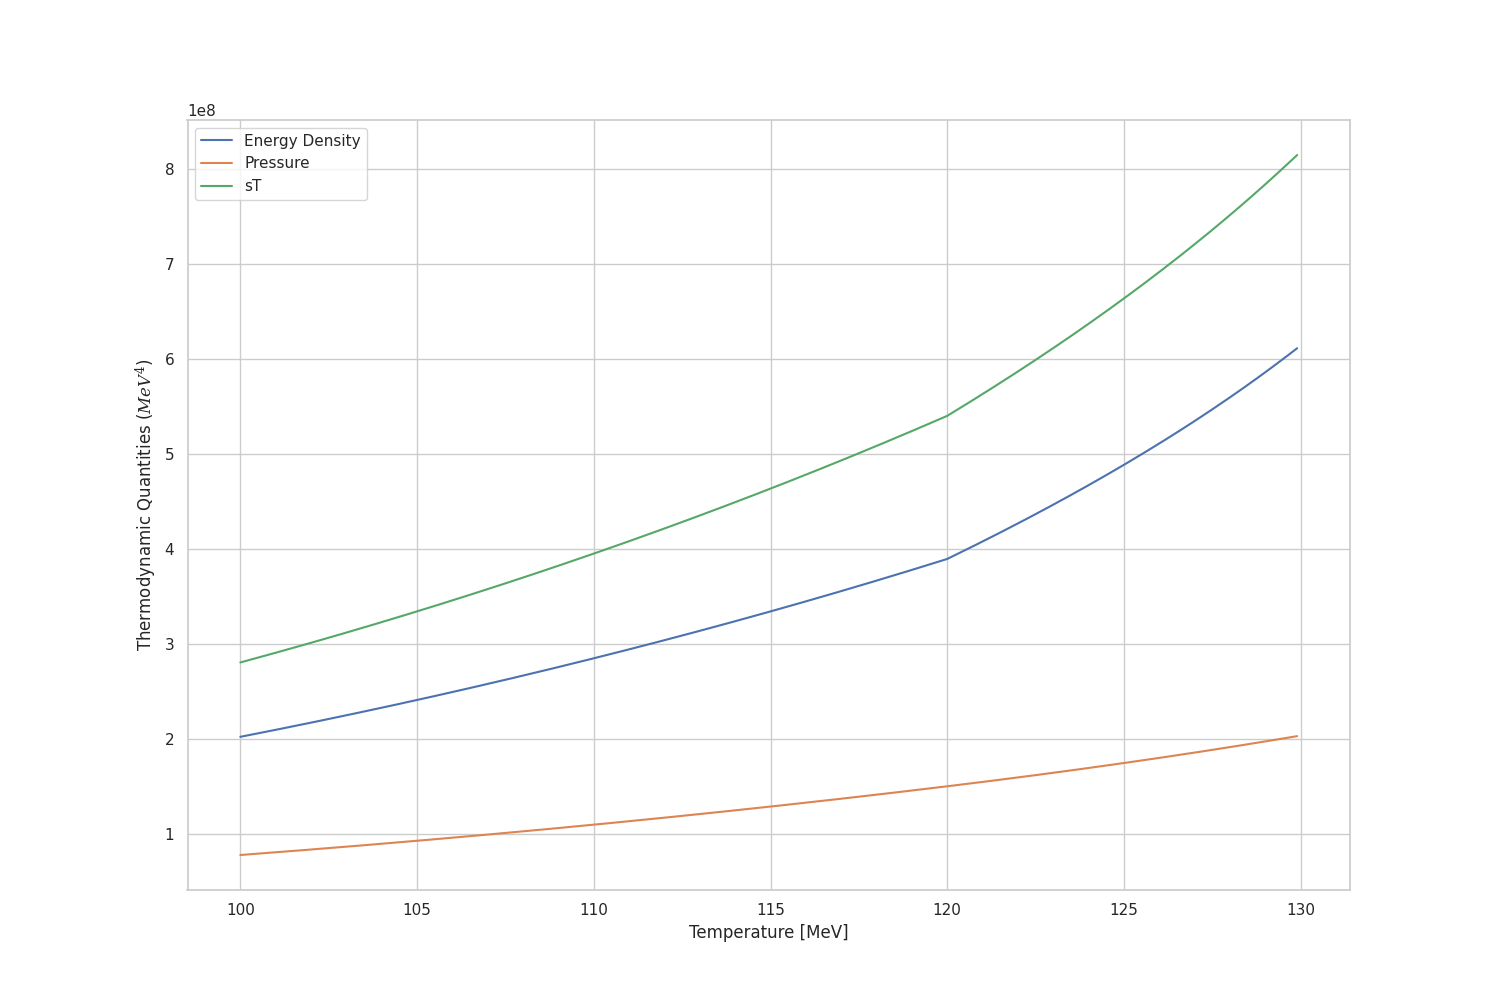 1e8
Energy Density
Pressure
sT
8
7
6
5
4
3
2
1
Thermodynamic Quantities (MeV⁴)
100 105 110 115 120 125 130
Temperature [MeV]